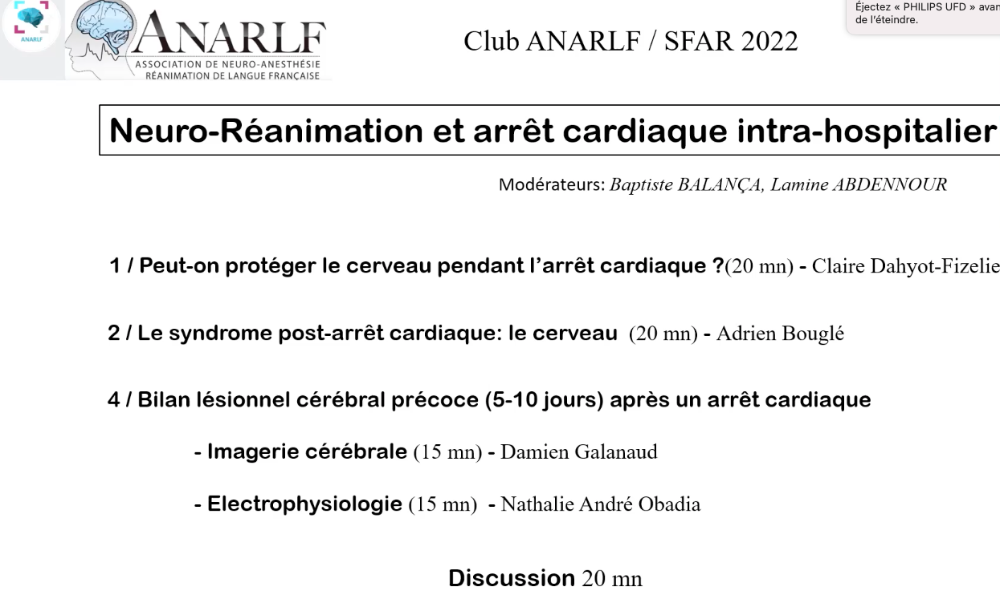 Éjectez « PHILIPS UFD » avan
de l'éteindre.
ANARLF
ANARLF
ASSOCIATION DE NEURO-ANESTHÉSIE
RÉANIMATION DE LANGUE FRANÇAISE
Club ANARLF / SFAR 2022
Neuro-Réanimation et arrêt cardiaque intra-hospitalier
Modérateurs: Baptiste BALANÇA, Lamine ABDENNOUR
1 / Peut-on protéger le cerveau pendant l’arrêt cardiaque ?(20 mn) - Claire Dahyot-Fizelie
2 / Le syndrome post-arrêt cardiaque: le cerveau (20 mn) - Adrien Bouglé
4 / Bilan lésionnel cérébral précoce (5-10 jours) après un arrêt cardiaque
- Imagerie cérébrale (15 mn) - Damien Galanaud
- Electrophysiologie (15 mn) - Nathalie André Obadia
Discussion 20 mn